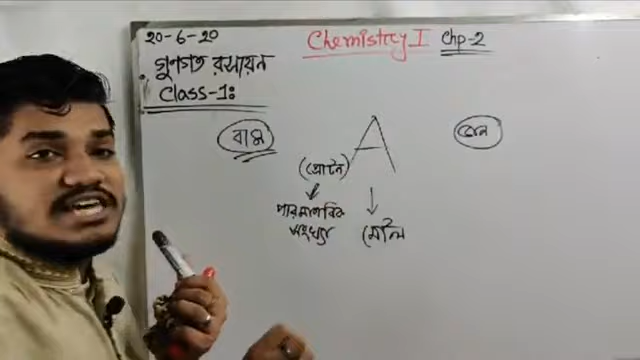 20-6-20
Chemistry I Chp-2
গুণগত রসায়ন
Class-1:
বাম
ডান
(প্রোটন) A
পারমাণবিক
সংখ্যা
মৌল